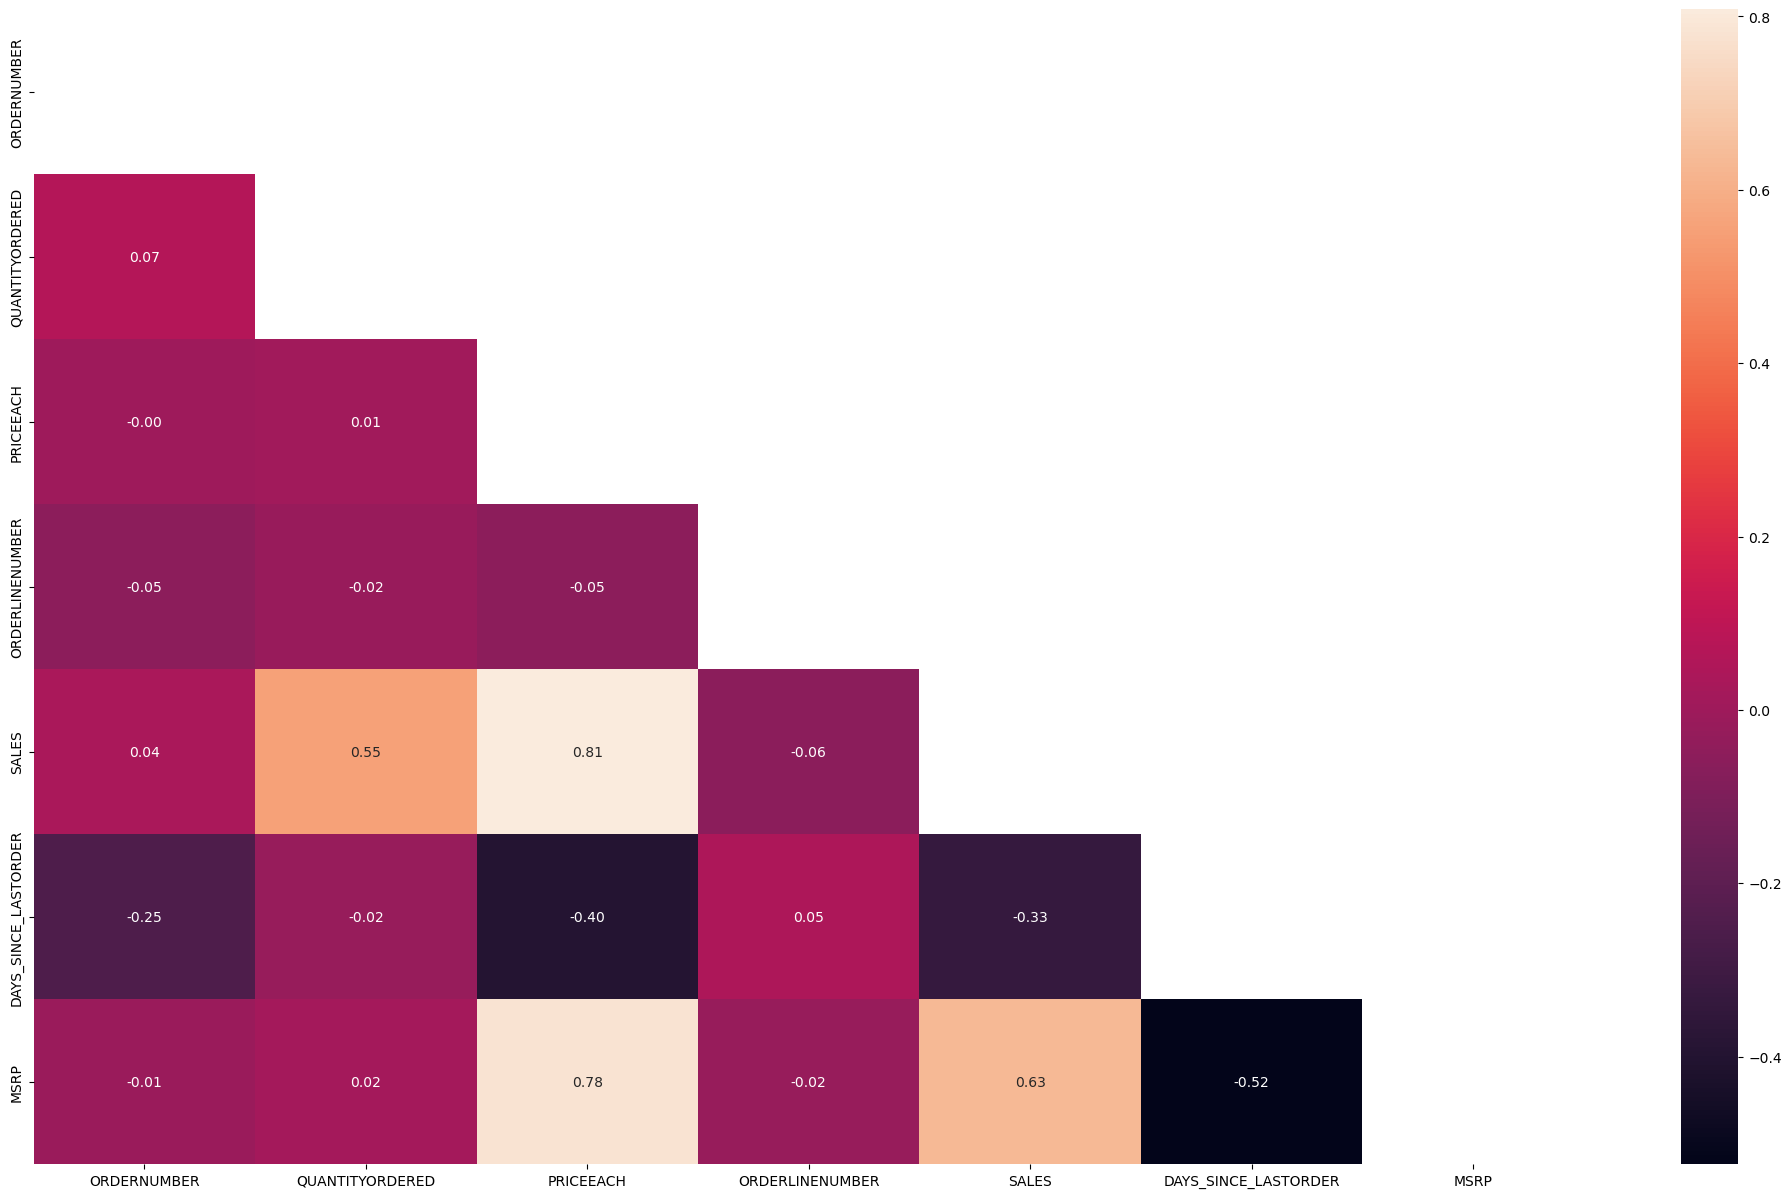 ORDERNUMBER
QUANTITYORDERED
0.07
PRICEEACH
-0.00 0.01
ORDERLINENUMBER
-0.05 -0.02 -0.05
SALES
0.04 0.55 0.81 -0.06
DAYS_SINCE_LASTORDER
-0.25 -0.02 -0.40 0.05 -0.33
MSRP
-0.01 0.02 0.78 -0.02 0.63 -0.52
ORDERNUMBER QUANTITYORDERED PRICEEACH ORDERLINENUMBER SALES DAYS_SINCE_LASTORDER MSRP
0.8
0.6
0.4
0.2
0.0
−0.2
−0.4